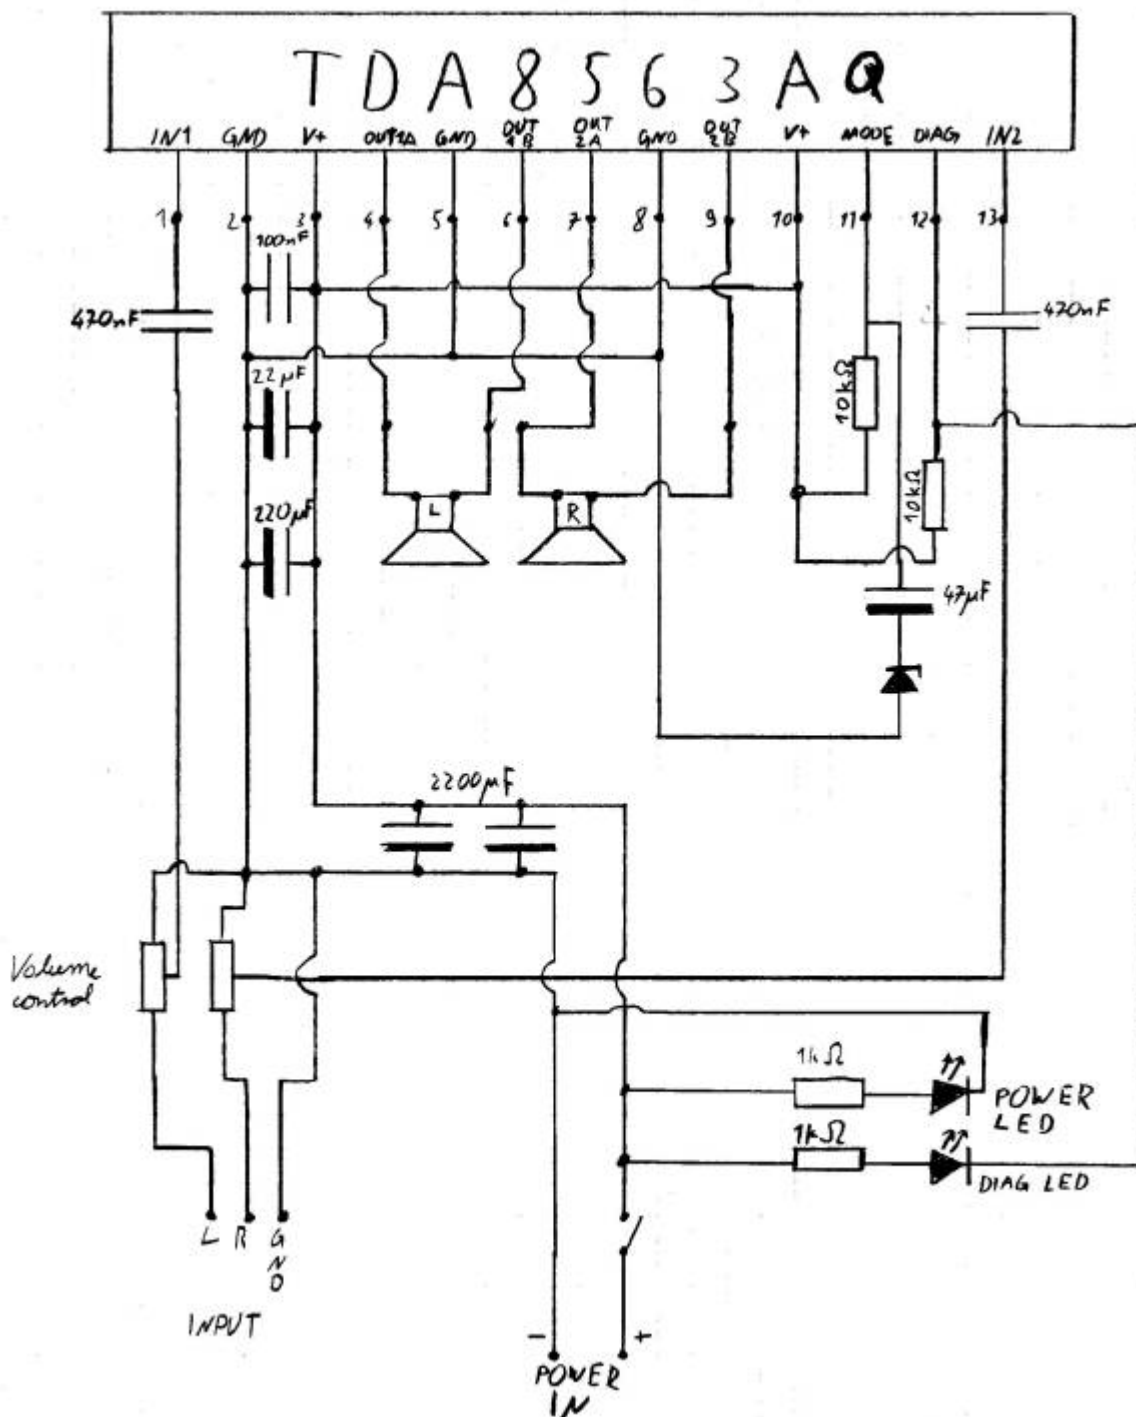 TDA8563AQ
IN1 GND V+ OUT1A GND OUT 1B OUT 2A GND OUT 2B V+ MODE DIAG IN2
1 2 3 4 5 6 7 8 9 10 11 12 13
100nF
470nF
470nF
22µF
10kΩ
10kΩ
220µF
L
R
47µF
2200µF
Volume
control
1kΩ
POWER
LED
1kΩ
DIAG LED
L R GND
INPUT
- +
POWER
IN